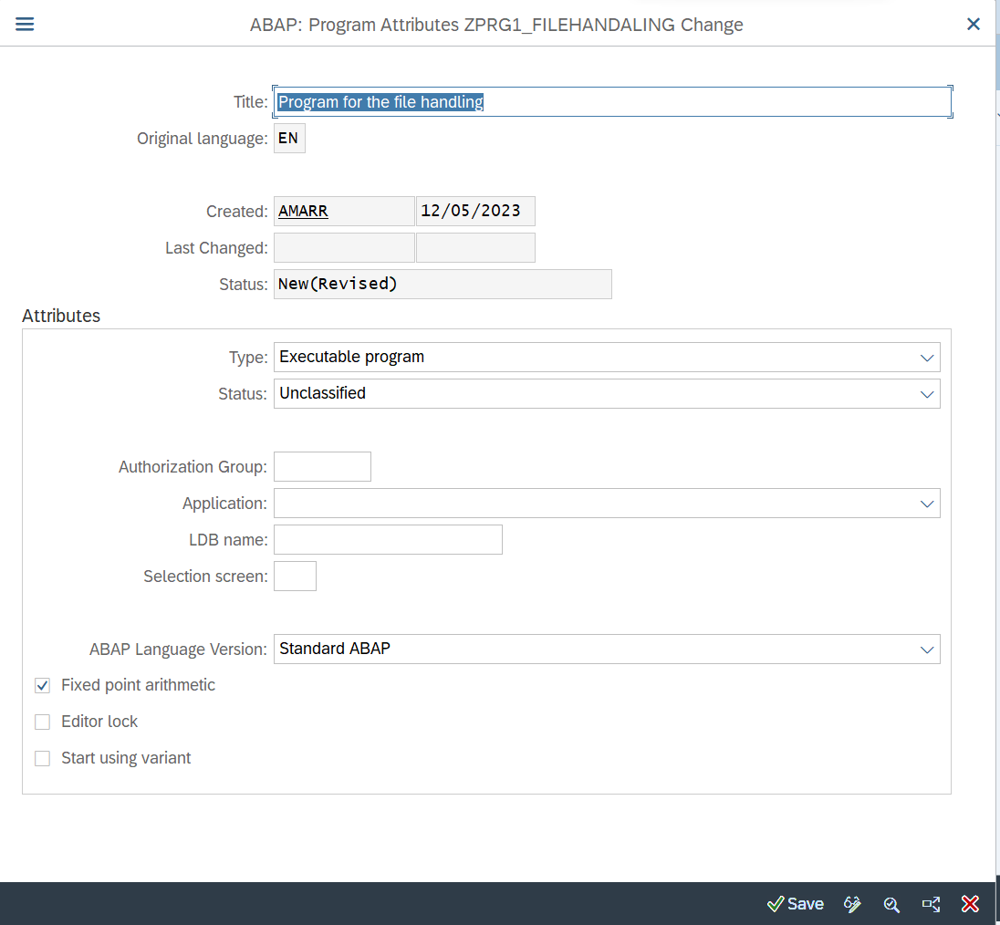 ABAP: Program Attributes ZPRG1_FILEHANDALING Change
Title: Program for the file handling
Original language: EN
Created: AMARR 12/05/2023
Last Changed:
Status: New(Revised)
Attributes
Type: Executable program
Status: Unclassified
Authorization Group:
Application:
LDB name:
Selection screen:
ABAP Language Version: Standard ABAP
Fixed point arithmetic
Editor lock
Start using variant
Save